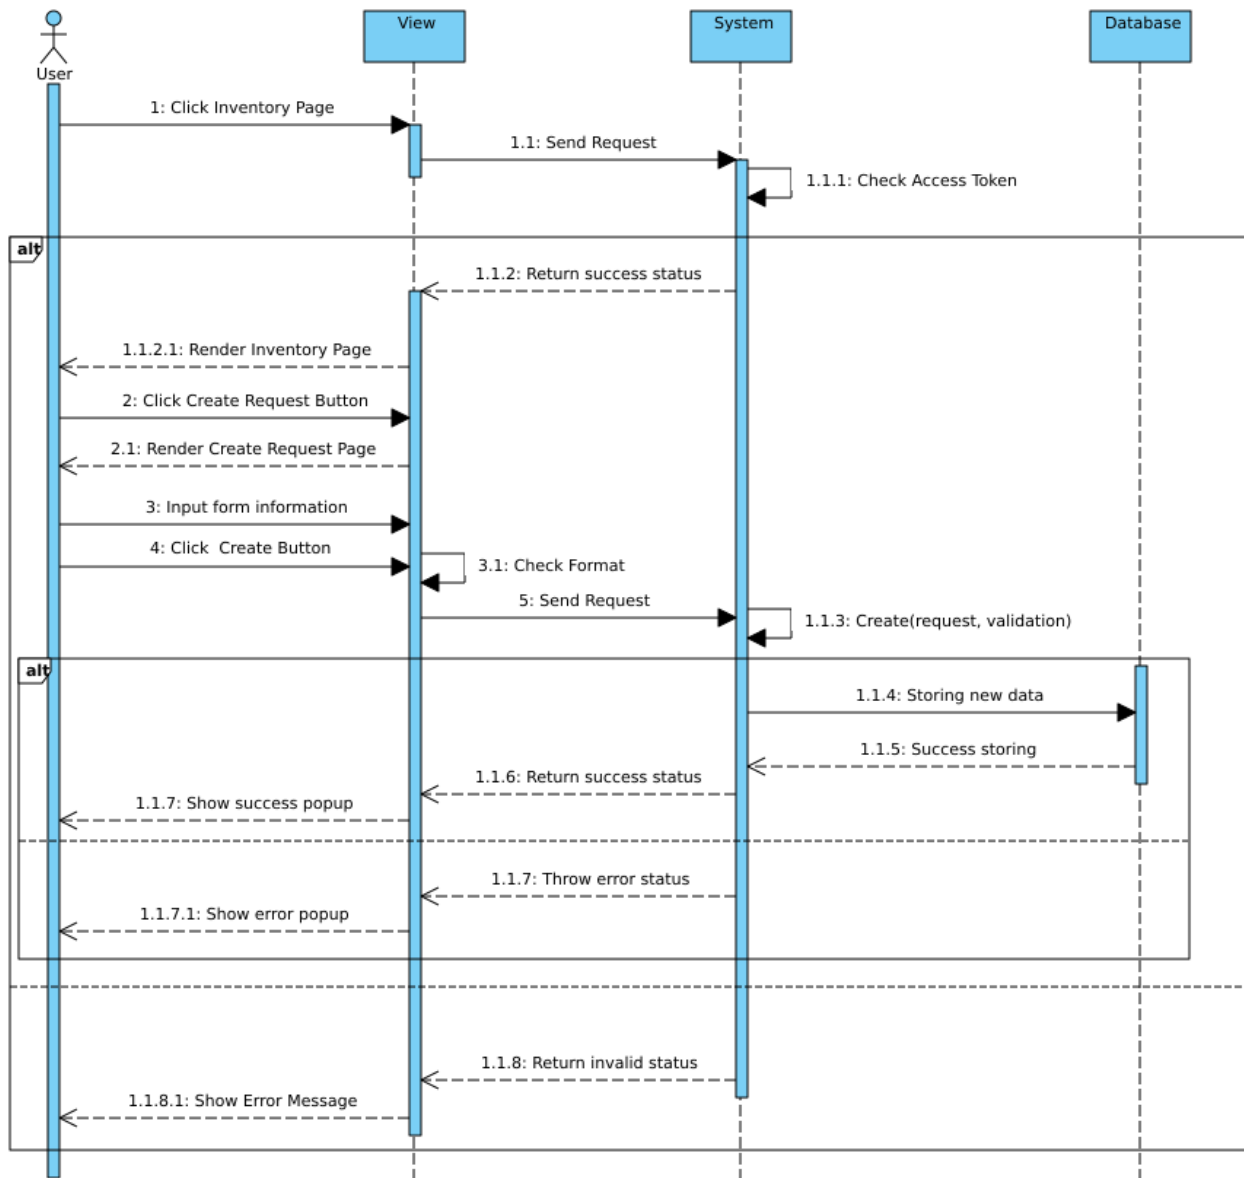 View
System
Database
User
1: Click Inventory Page
1.1: Send Request
1.1.1: Check Access Token
alt
1.1.2: Return success status
1.1.2.1: Render Inventory Page
2: Click Create Request Button
2.1: Render Create Request Page
3: Input form information
4: Click  Create Button
3.1: Check Format
5: Send Request
1.1.3: Create(request, validation)
alt
1.1.4: Storing new data
1.1.5: Success storing
1.1.6: Return success status
1.1.7: Show success popup
1.1.7: Throw error status
1.1.7.1: Show error popup
1.1.8: Return invalid status
1.1.8.1: Show Error Message